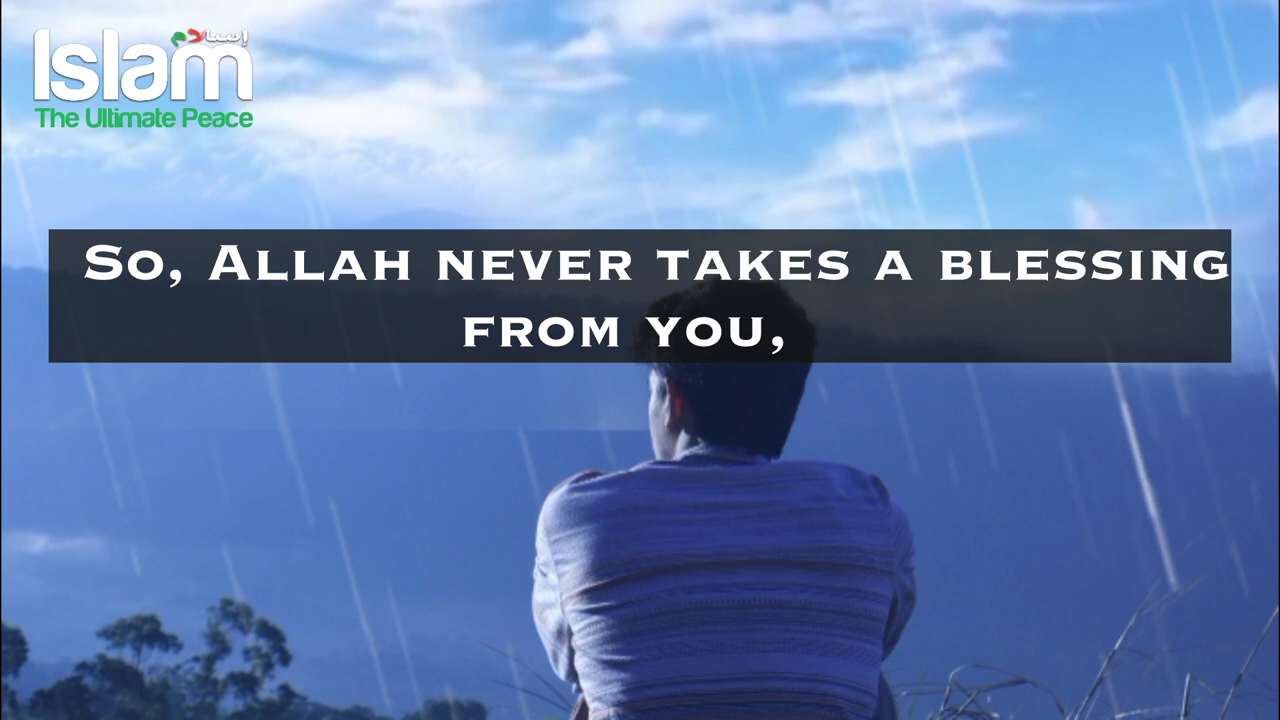 Islam إسلام
The Ultimate Peace
So, Allah never takes a blessing
from you,